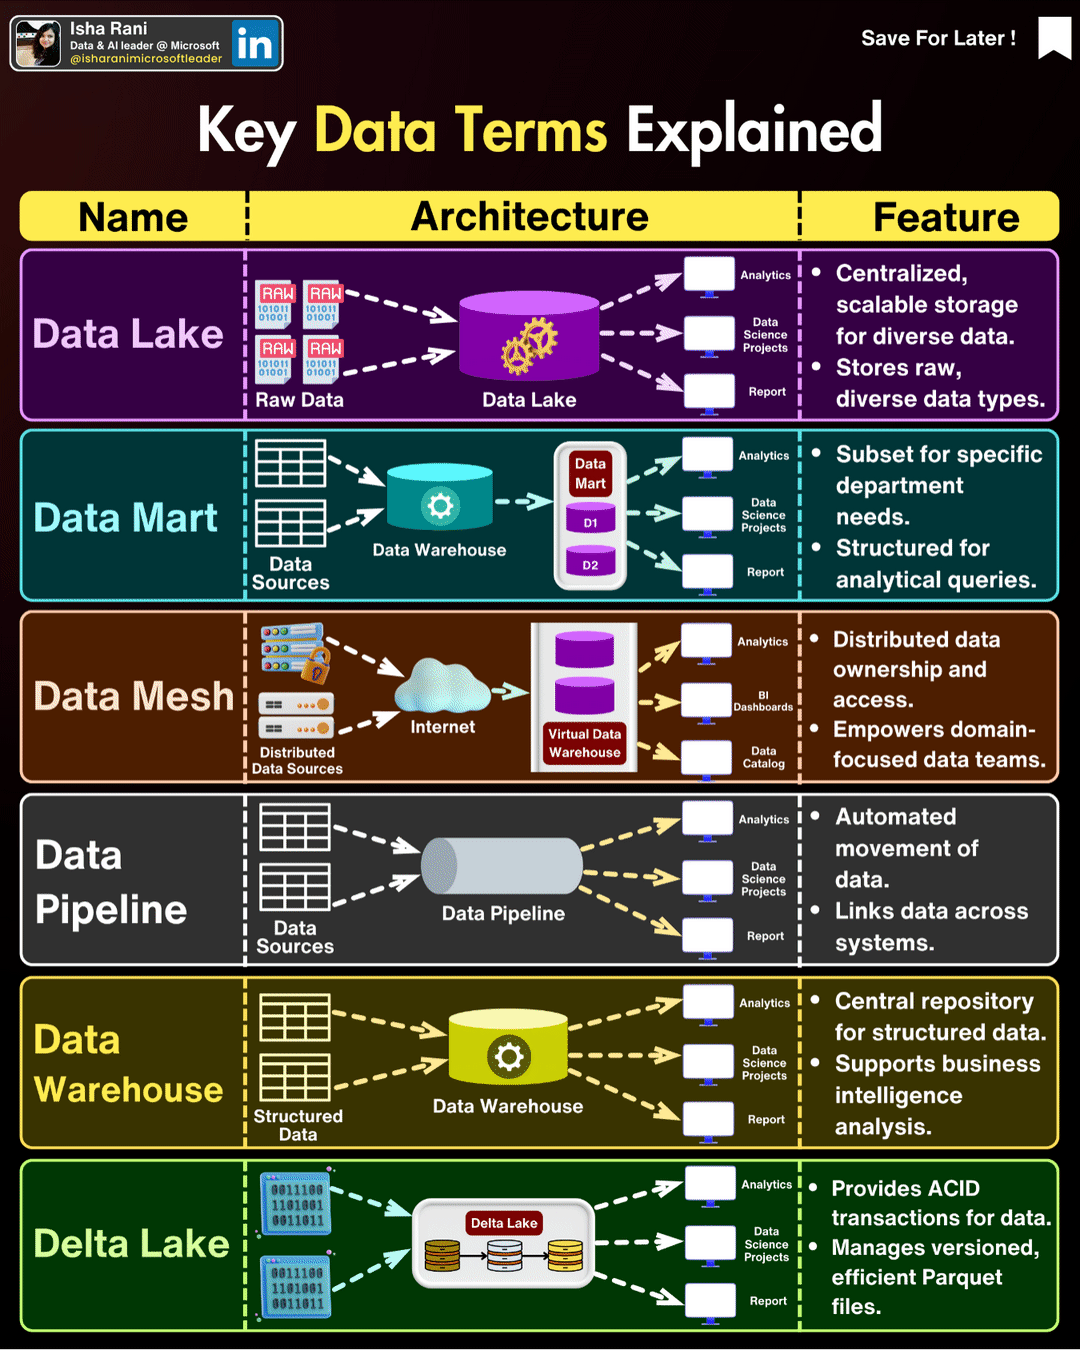 Isha Rani
Data & AI leader @ Microsoft
@isharanimicrosoftleader
in
Save For Later !
Key Data Terms Explained
Name
Architecture
Feature
Data Lake
RAW
RAW
101011
01001
101011
01001
RAW
RAW
101011
01001
101011
01001
Raw Data
Data Lake
Analytics
Data
Science
Projects
Report
• Centralized,
scalable storage
for diverse data.
• Stores raw,
diverse data types.
Data Mart
Data
Sources
Data Warehouse
Data
Mart
D1
D2
Analytics
Data
Science
Projects
Report
• Subset for specific
department
needs.
• Structured for
analytical queries.
Data Mesh
Distributed
Data Sources
Internet
Virtual Data
Warehouse
Analytics
BI
Dashboards
Data
Catalog
• Distributed data
ownership and
access.
• Empowers domain-
focused data teams.
Data
Pipeline
Data
Sources
Data Pipeline
Analytics
Data
Science
Projects
Report
• Automated
movement of
data.
• Links data across
systems.
Data
Warehouse
Structured
Data
Data Warehouse
Analytics
Data
Science
Projects
Report
• Central repository
for structured data.
• Supports business
intelligence
analysis.
Delta Lake
0011100
1101001
0011011
0011100
1101001
0011011
Delta Lake
Analytics
Data
Science
Projects
Report
• Provides ACID
transactions for data.
• Manages versioned,
efficient Parquet
files.